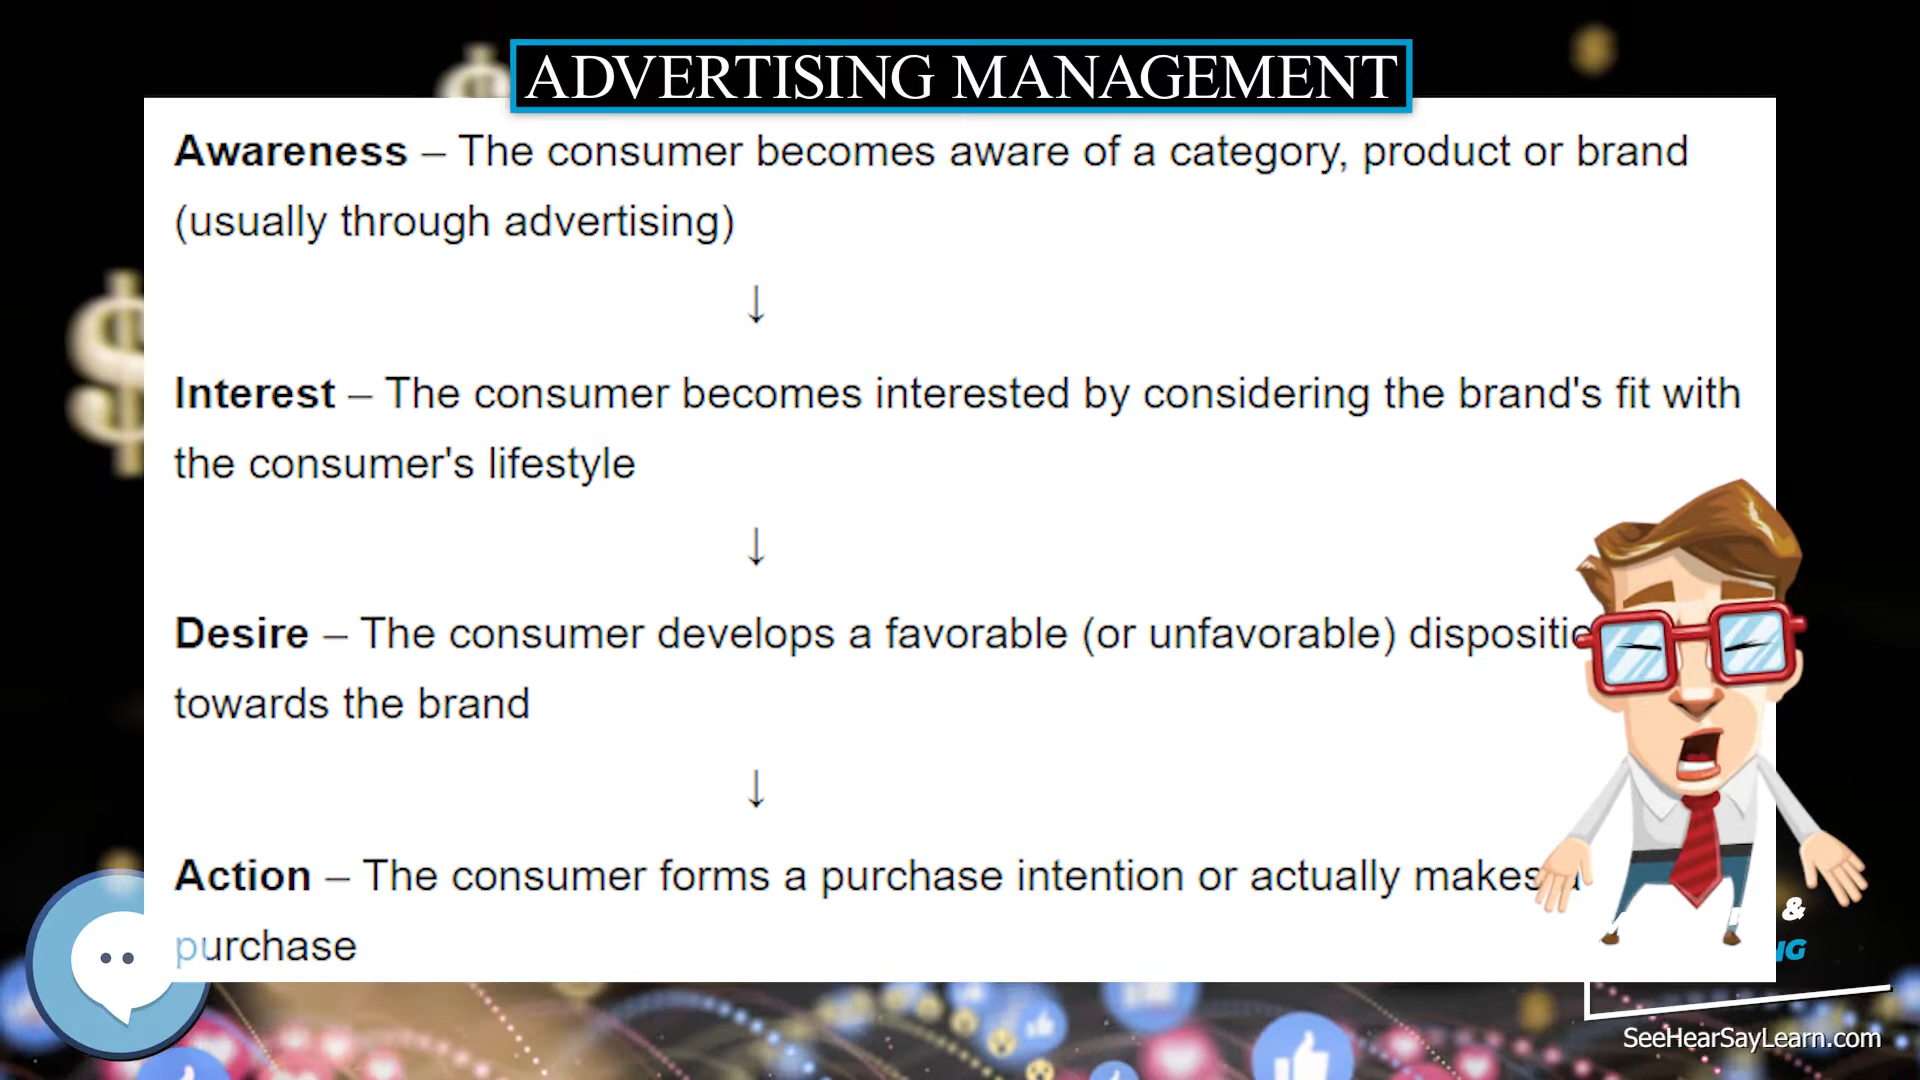 ADVERTISING MANAGEMENT
Awareness – The consumer becomes aware of a category, product or brand
(usually through advertising)
↓
Interest – The consumer becomes interested by considering the brand's fit with
the consumer's lifestyle
↓
Desire – The consumer develops a favorable (or unfavorable)
towards the brand
↓
Action – The consumer forms a purchase intention or actually makes a
purchase
&
SeeHearSayLearn.com